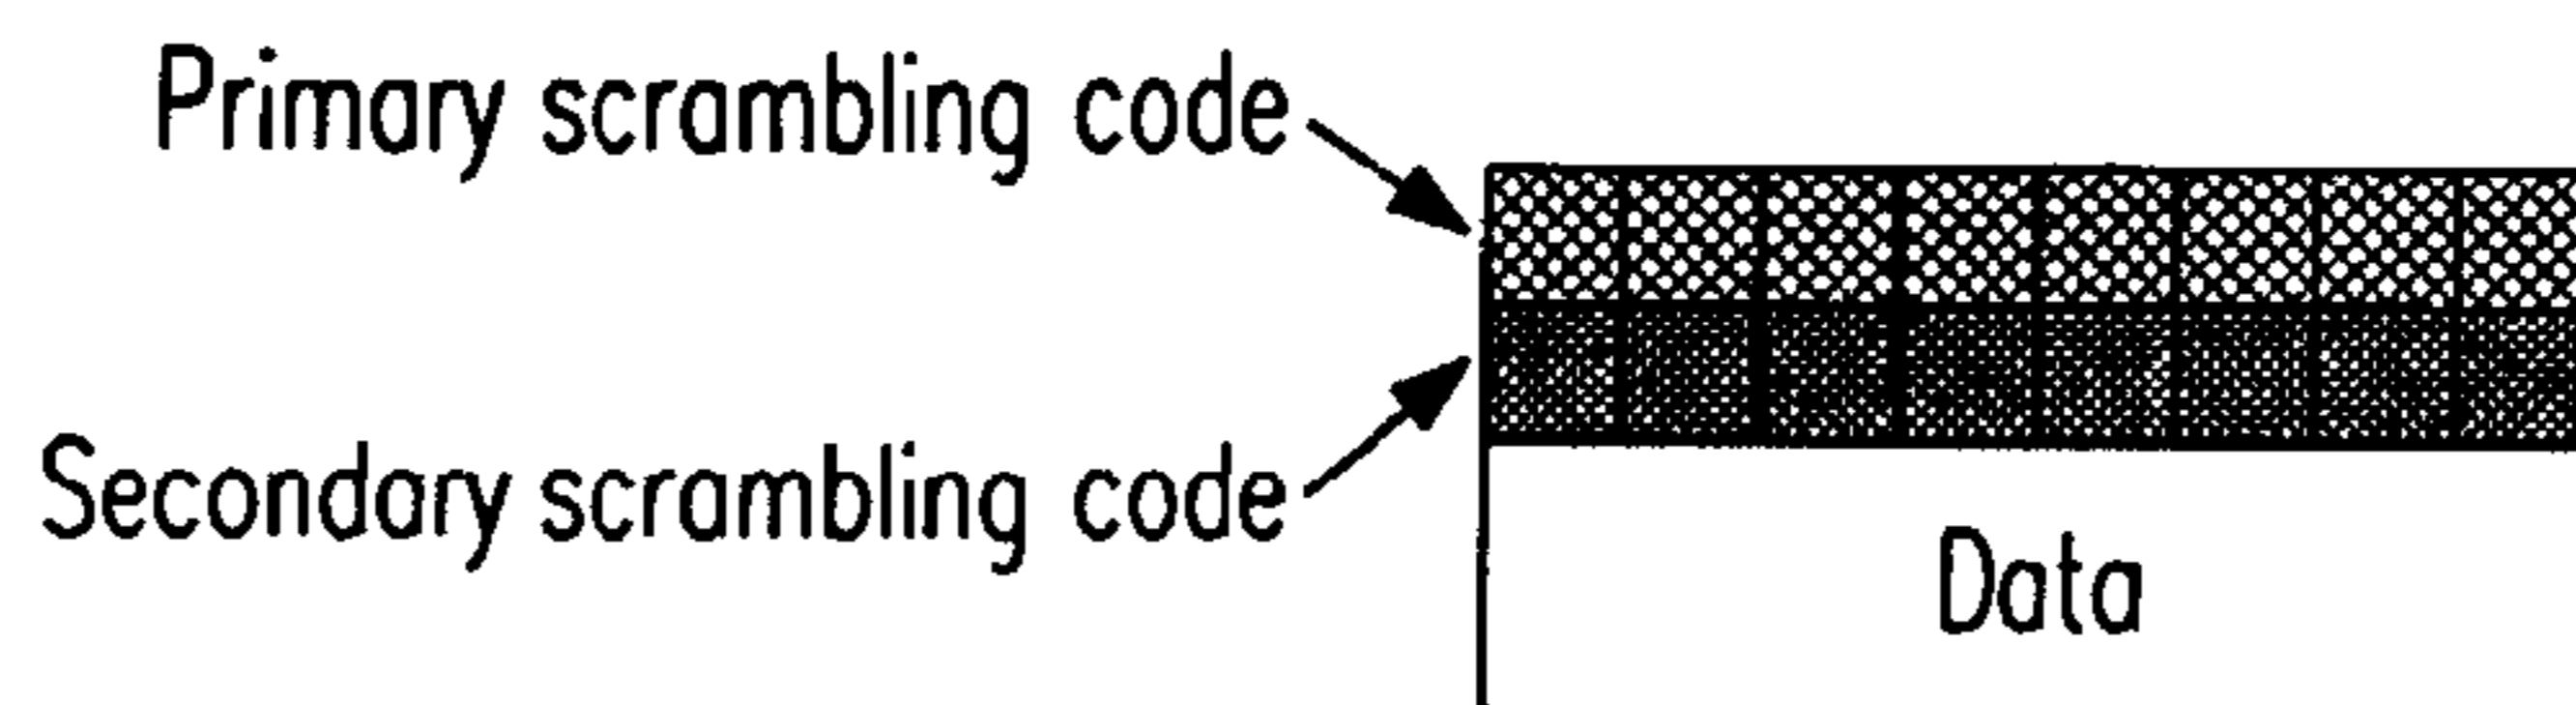 Primary scrambling code
Secondary scrambling code
Data